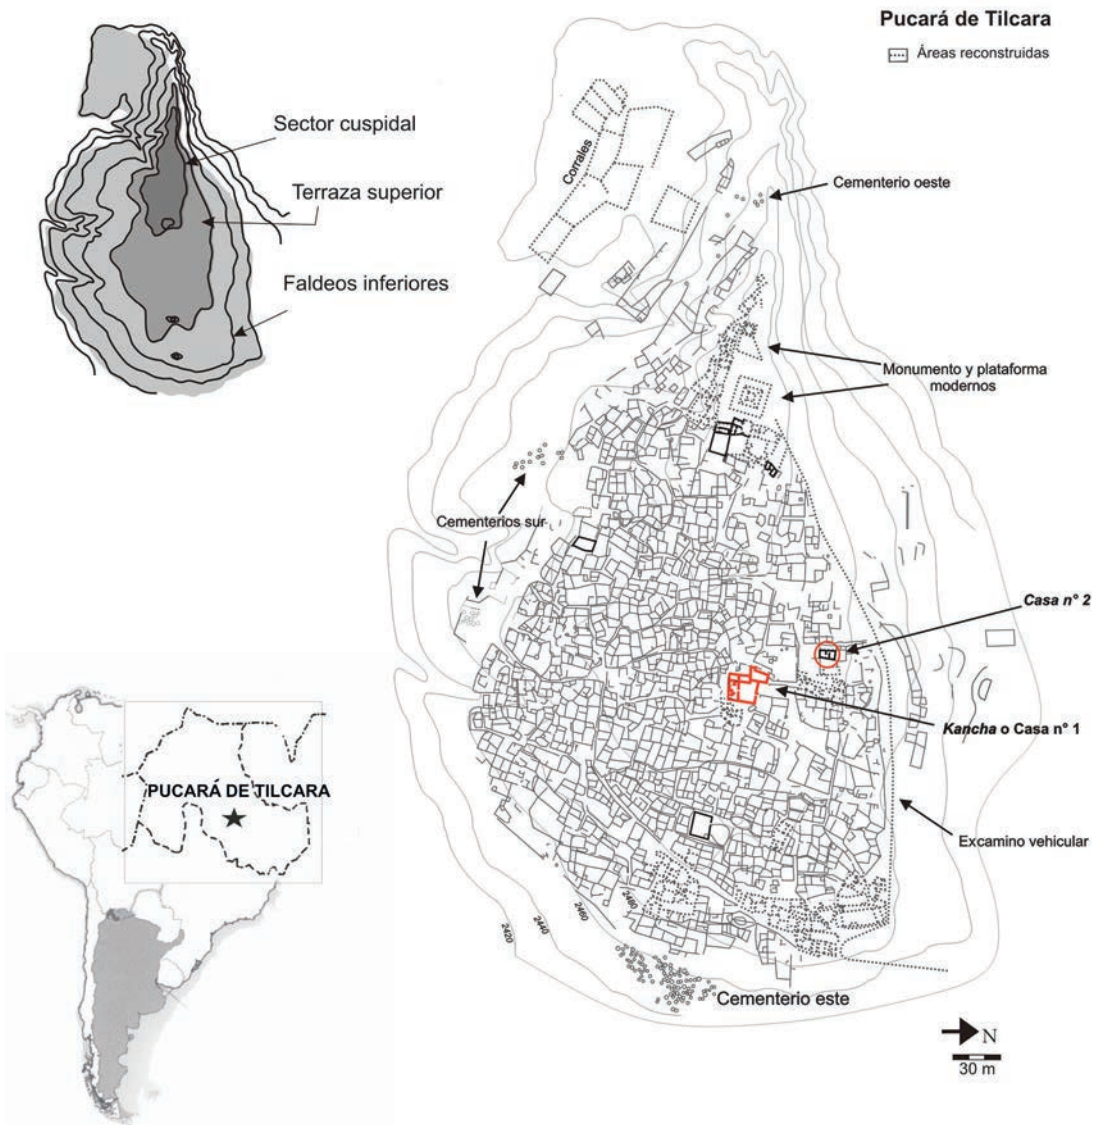 Pucará de Tilcara
Áreas reconstruidas
Sector cuspidal
Terraza superior
Faldeos inferiores
Corrales
Cementerio oeste
Monumento y plataforma
modernos
Cementerios sur
Casa n° 2
Kancha o Casa n° 1
PUCARÁ DE TILCARA
Excamino vehicular
2480
2460
2440
2420
Cementerio este
N
30 m